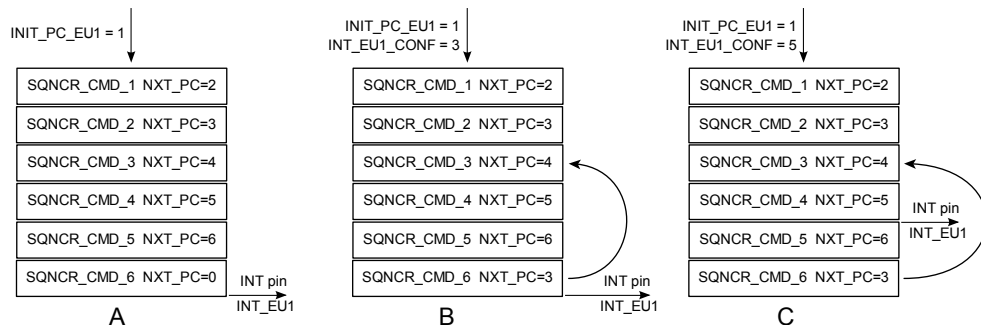 INIT_PC_EU1 = 1
SQNCR_CMD_1 NXT_PC=2
SQNCR_CMD_2 NXT_PC=3
SQNCR_CMD_3 NXT_PC=4
SQNCR_CMD_4 NXT_PC=5
SQNCR_CMD_5 NXT_PC=6
SQNCR_CMD_6 NXT_PC=0
INT pin
INT_EU1
A
INIT_PC_EU1 = 1
INT_EU1_CONF = 3
SQNCR_CMD_1 NXT_PC=2
SQNCR_CMD_2 NXT_PC=3
SQNCR_CMD_3 NXT_PC=4
SQNCR_CMD_4 NXT_PC=5
SQNCR_CMD_5 NXT_PC=6
SQNCR_CMD_6 NXT_PC=3
INT pin
INT_EU1
B
INIT_PC_EU1 = 1
INT_EU1_CONF = 5
SQNCR_CMD_1 NXT_PC=2
SQNCR_CMD_2 NXT_PC=3
SQNCR_CMD_3 NXT_PC=4
SQNCR_CMD_4 NXT_PC=5
INT pin
INT_EU1
SQNCR_CMD_5 NXT_PC=6
SQNCR_CMD_6 NXT_PC=3
C